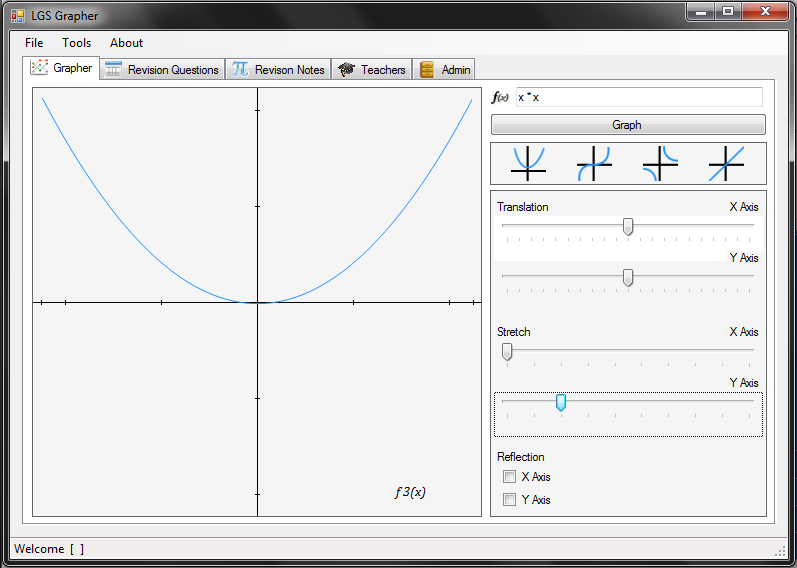 LGS Grapher
File Tools About
Grapher Revision Questions Revison Notes Teachers Admin
f(x) x * x
Graph
Translation X Axis
Y Axis
Stretch X Axis
Y Axis
Reflection
X Axis
Y Axis
f3(x)
Welcome [ ]